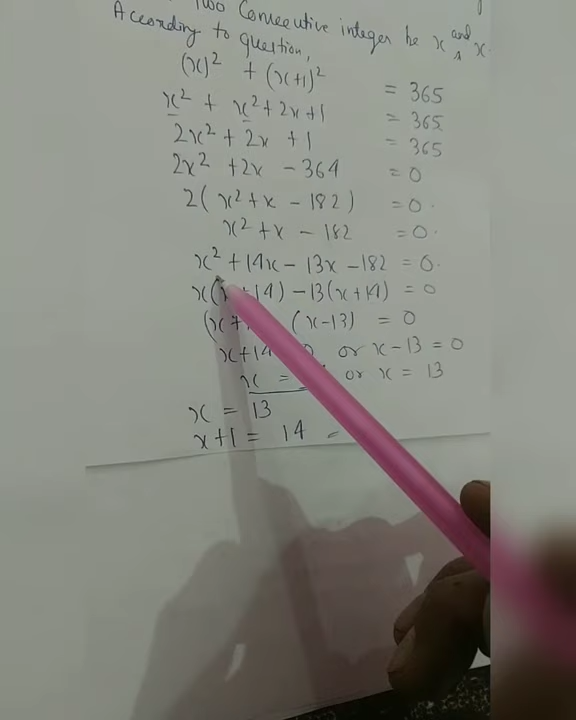 Two Consecutive integer be x and x
According to question,
(x)² + (x+1)² = 365
x² + x² + 2x + 1 = 365
2x² + 2x + 1 = 365
2x² + 2x - 364 = 0
2(x² + x - 182) = 0.
x² + x - 182 = 0.
x² + 14x - 13x - 182 = 0.
x(x+14) - 13(x+14) = 0
(x+ (x-13) = 0
x+14 0 or x-13 = 0
x = or x = 13
x = 13
x+1 = 14